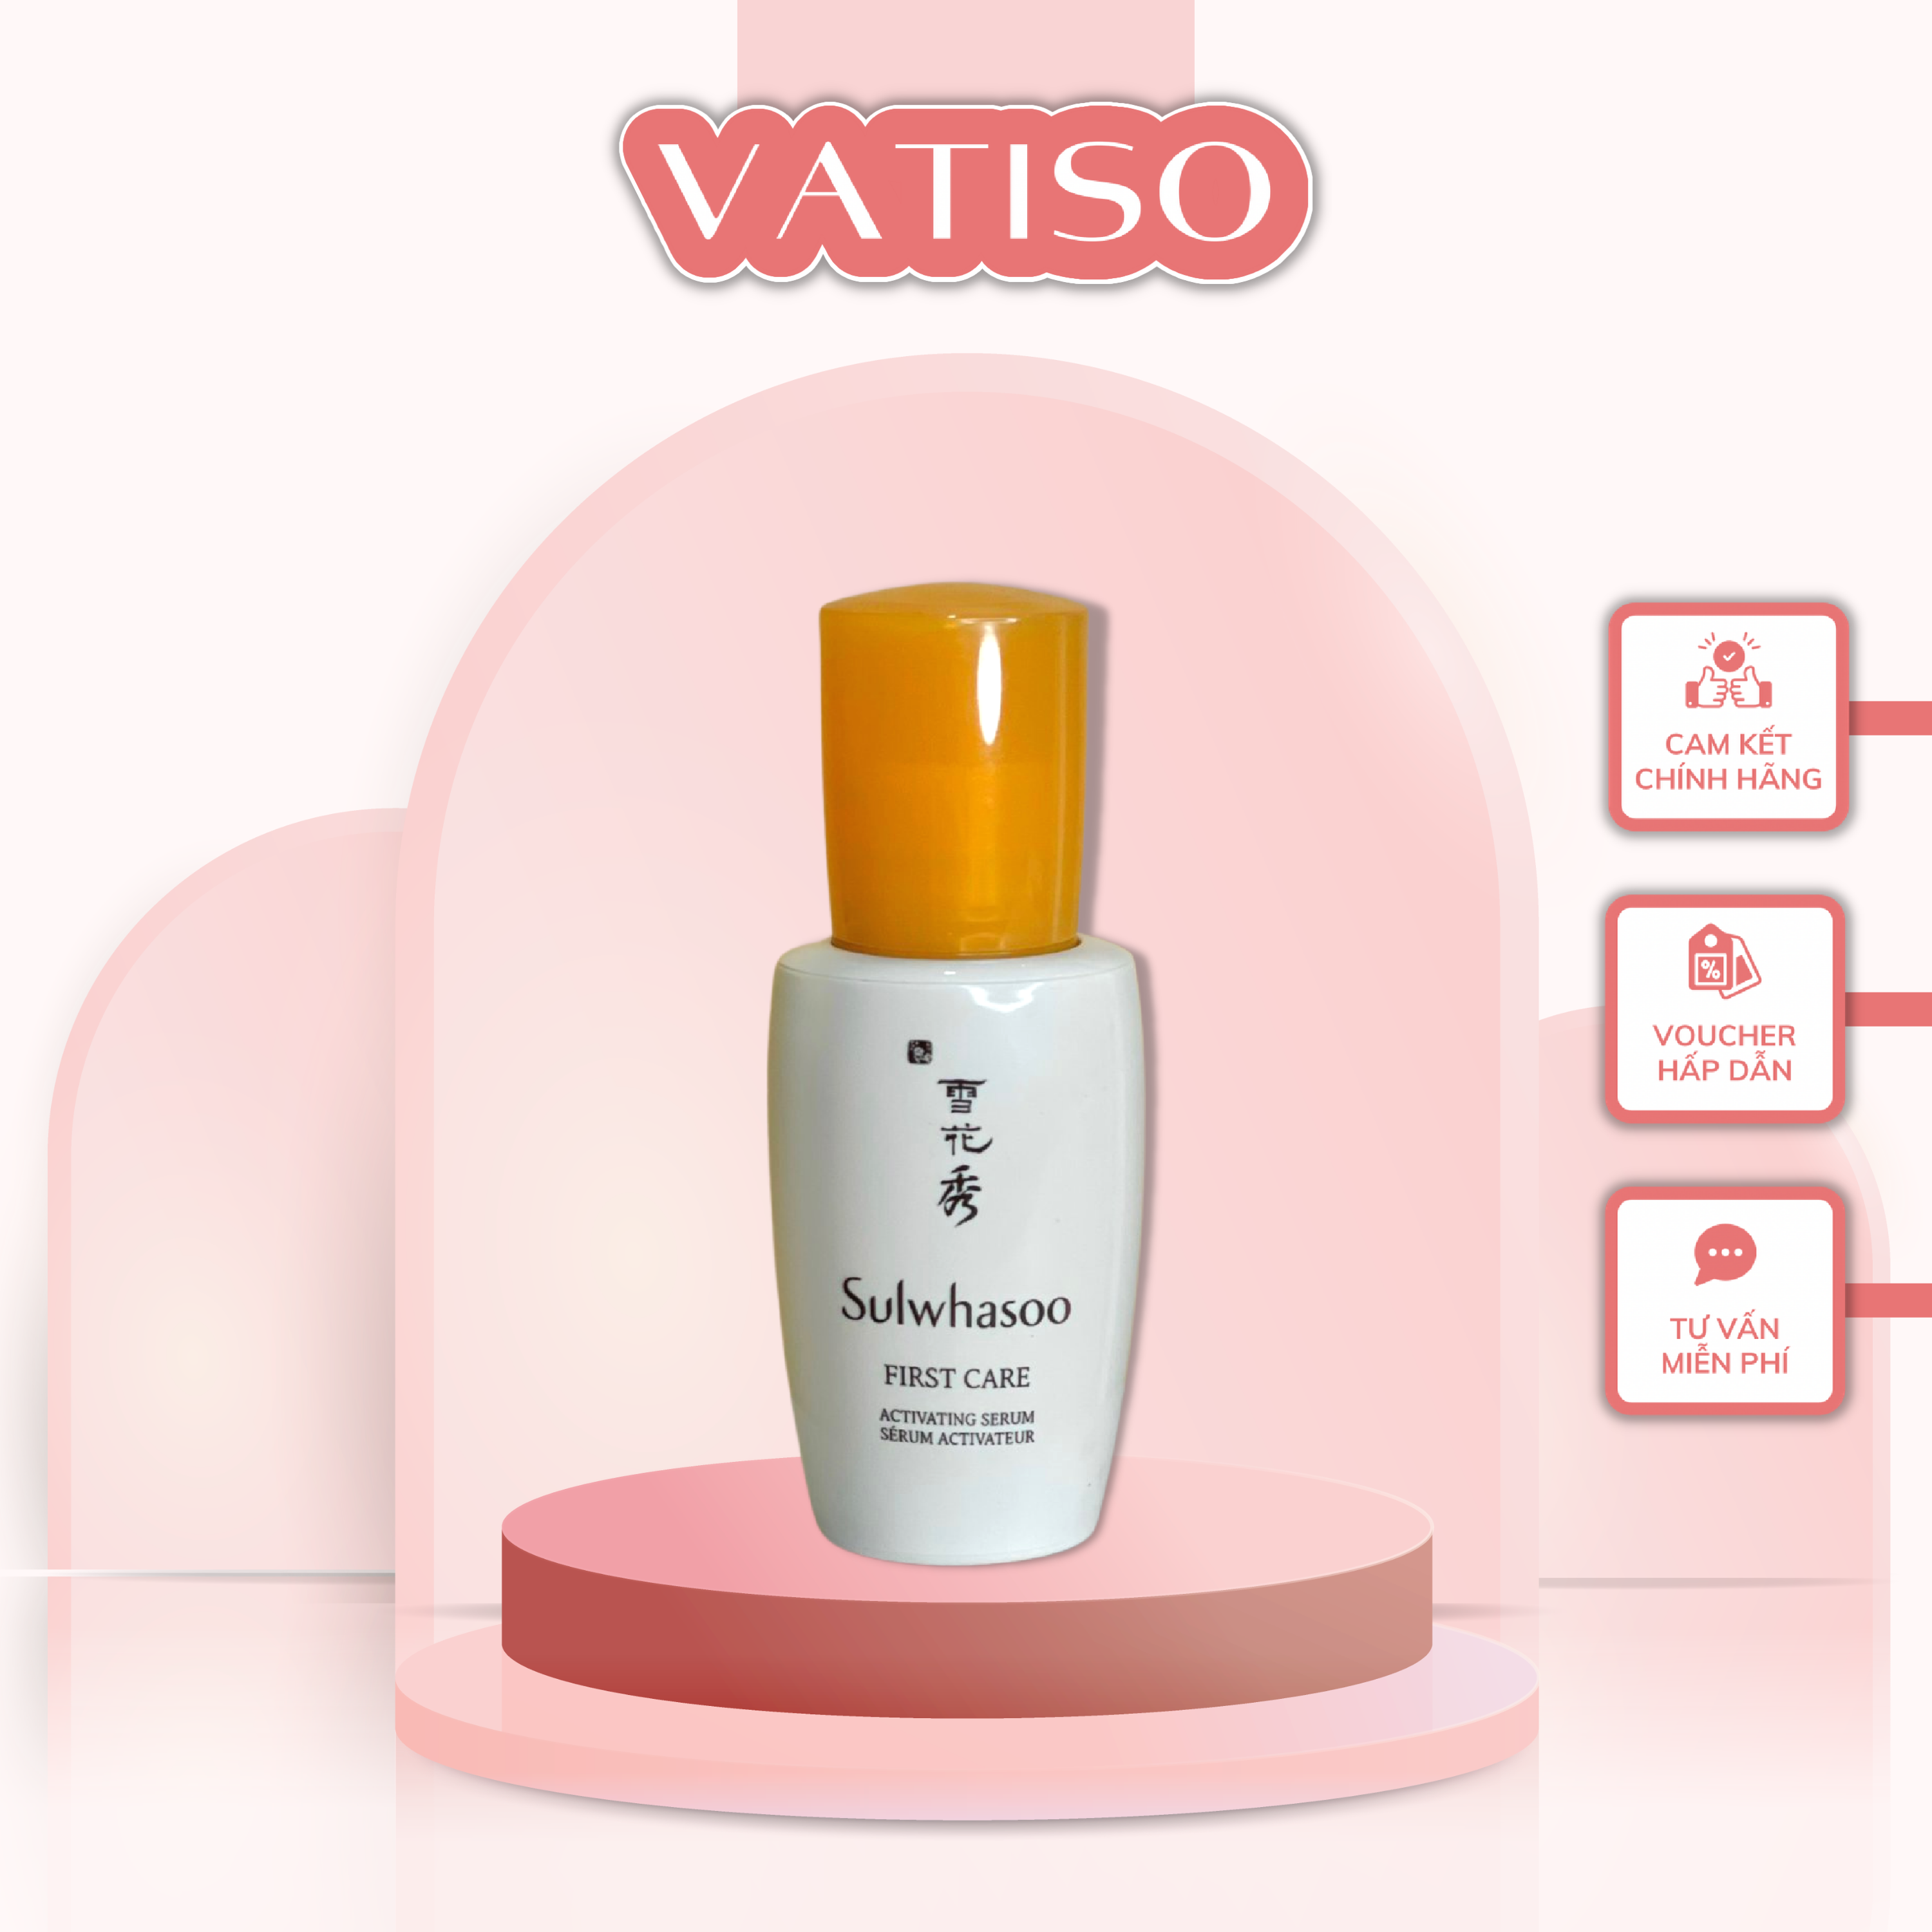 VATISO
雪
花
秀
Sulwhasoo
FIRST CARE
ACTIVATING SERUM
SÉRUM ACTIVATEUR
CAM KẾT
CHÍNH HÃNG
%
VOUCHER
HẤP DẪN
TƯ VẤN
MIỄN PHÍ